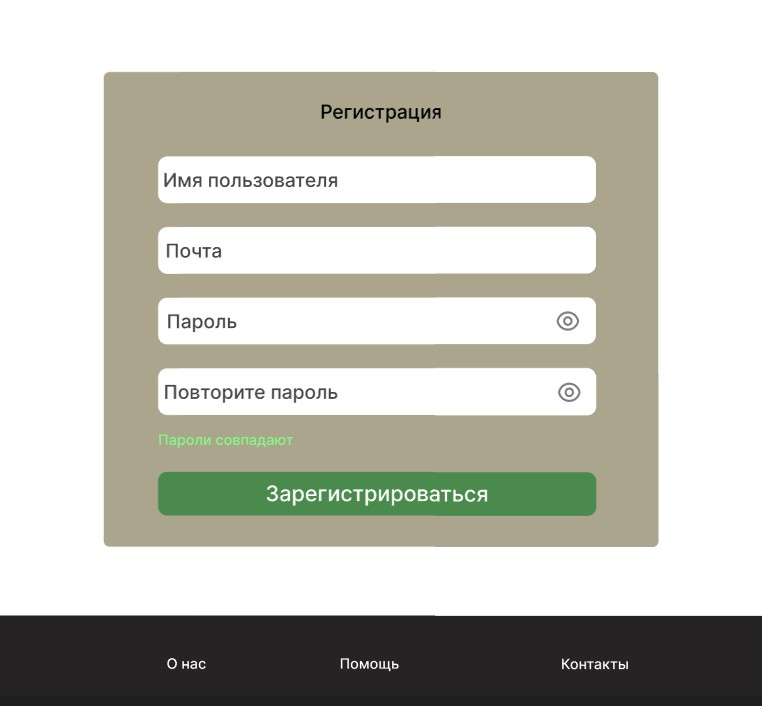 Регистрация
Имя пользователя
Почта
Пароль
Повторите пароль
Пароли совпадают
Зарегистрироваться
О нас Помощь Контакты